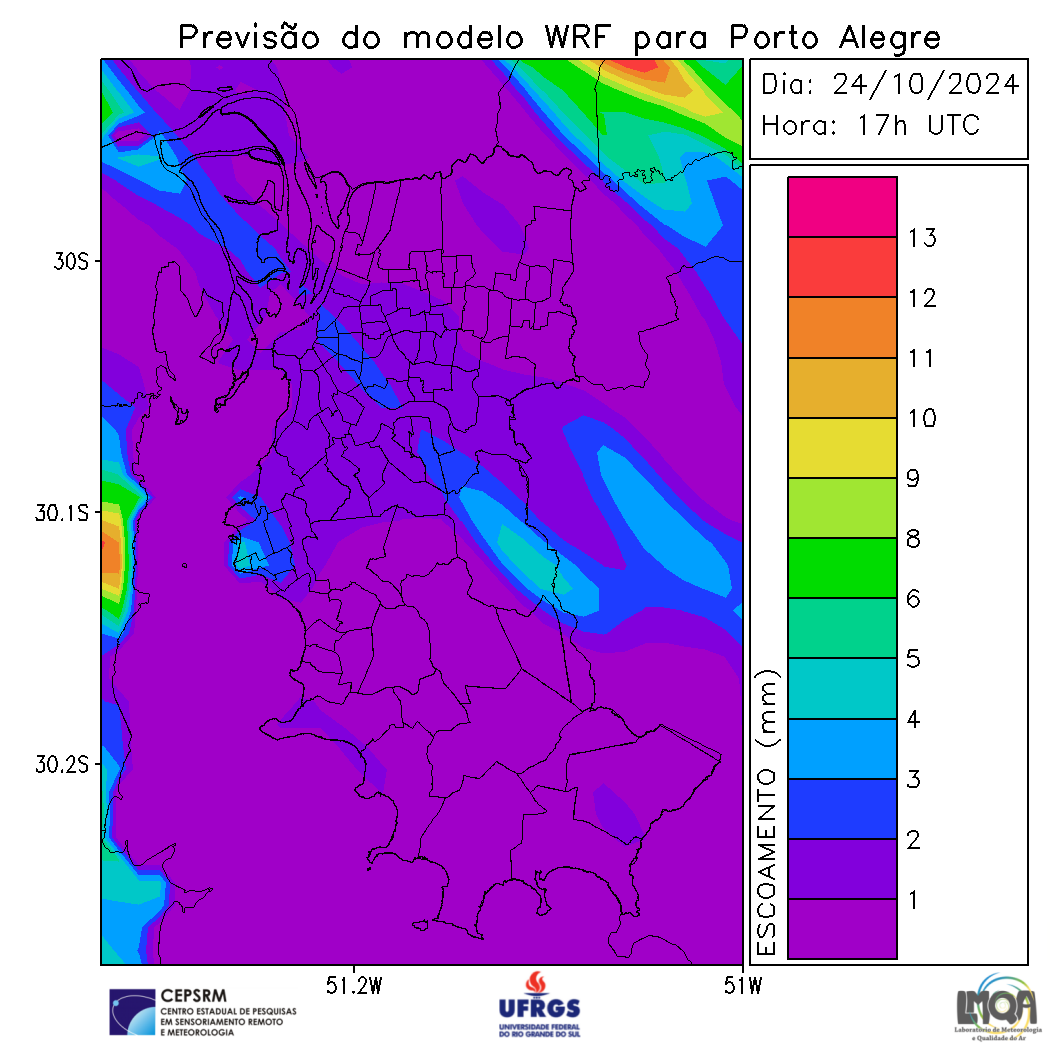 Previsão do modelo WRF para Porto Alegre
Dia: 24/10/2024
Hora: 17h UTC
30S
30.1S
30.2S
51.2W
51W
ESCOAMENTO (mm)
13
12
11
10
9
8
6
5
4
3
2
1
CEPSRM
CENTRO ESTADUAL DE PESQUISAS
EM SENSORIAMENTO REMOTO
E METEOROLOGIA
UFRGS
UNIVERSIDADE FEDERAL
DO RIO GRANDE DO SUL
LMQA
Laboratório de Meteorologia
e Qualidade do Ar